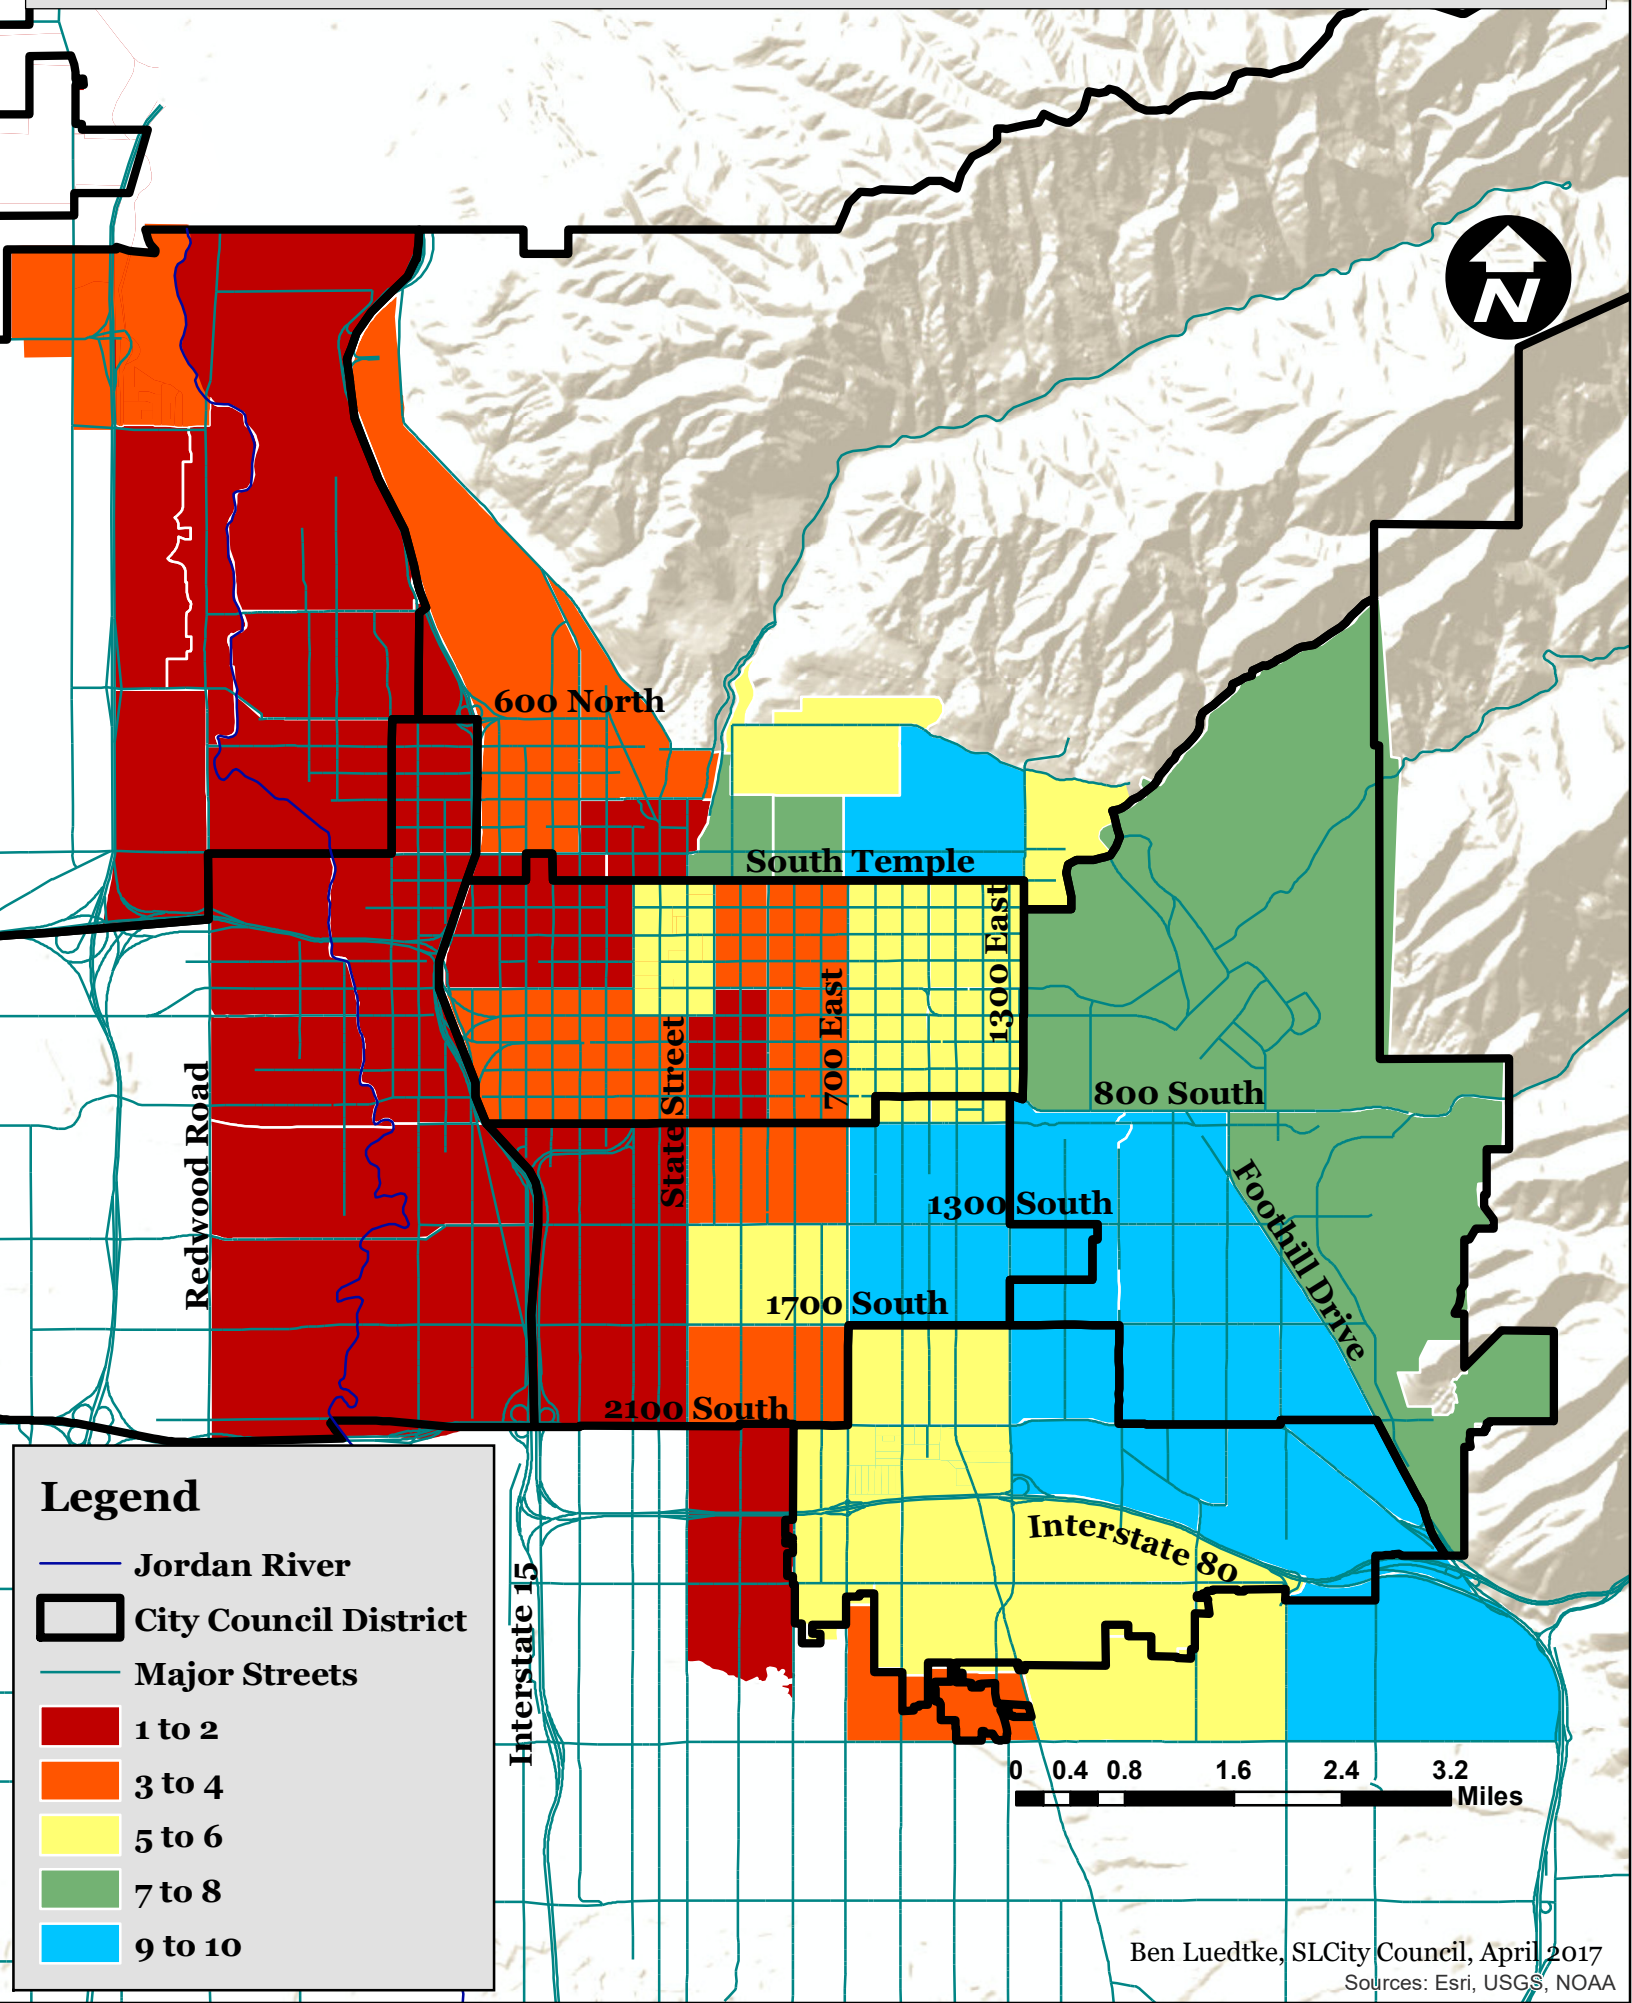 N
600 North
South Temple
1300 East
700 East
State Street
800 South
Redwood Road
1300 South
Foothill Drive
1700 South
2100 South
Interstate 80
Interstate 15
Legend
Jordan River
City Council District
Major Streets
1 to 2
3 to 4
5 to 6
7 to 8
9 to 10
0 0.4 0.8 1.6 2.4 3.2
Miles
Ben Luedtke, SLCity Council, April 2017
Sources: Esri, USGS, NOAA